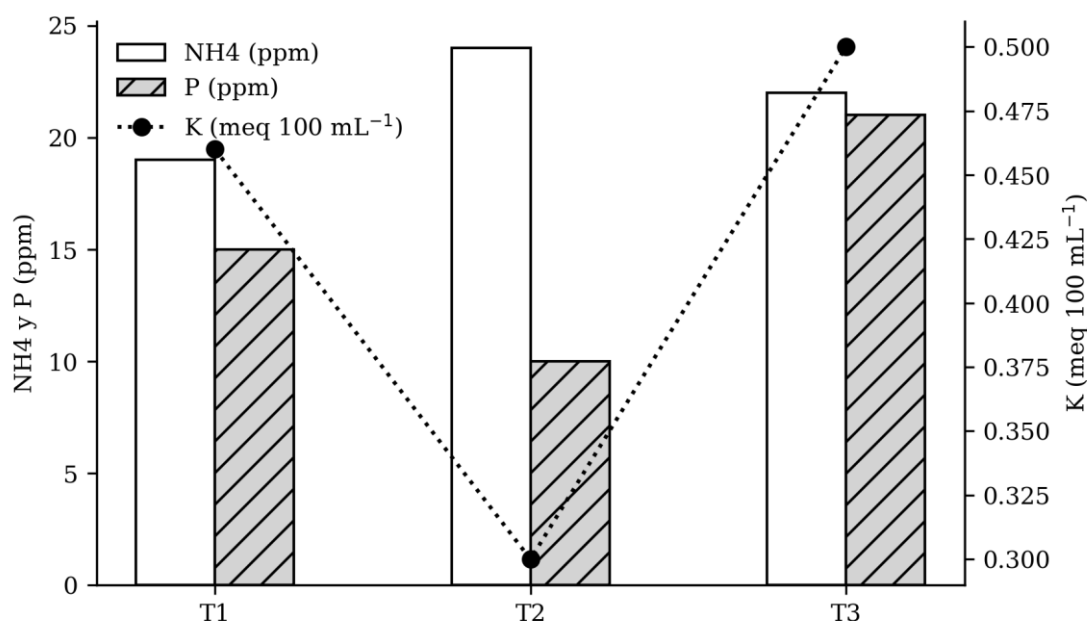 NH4 (ppm)
P (ppm)
K (meq 100 mL⁻¹)
NH4 y P (ppm)
25
20
15
10
5
0
T1
T2
T3
0.500
0.475
0.450
0.425
0.400
0.375
0.350
0.325
0.300
K (meq 100 mL⁻¹)